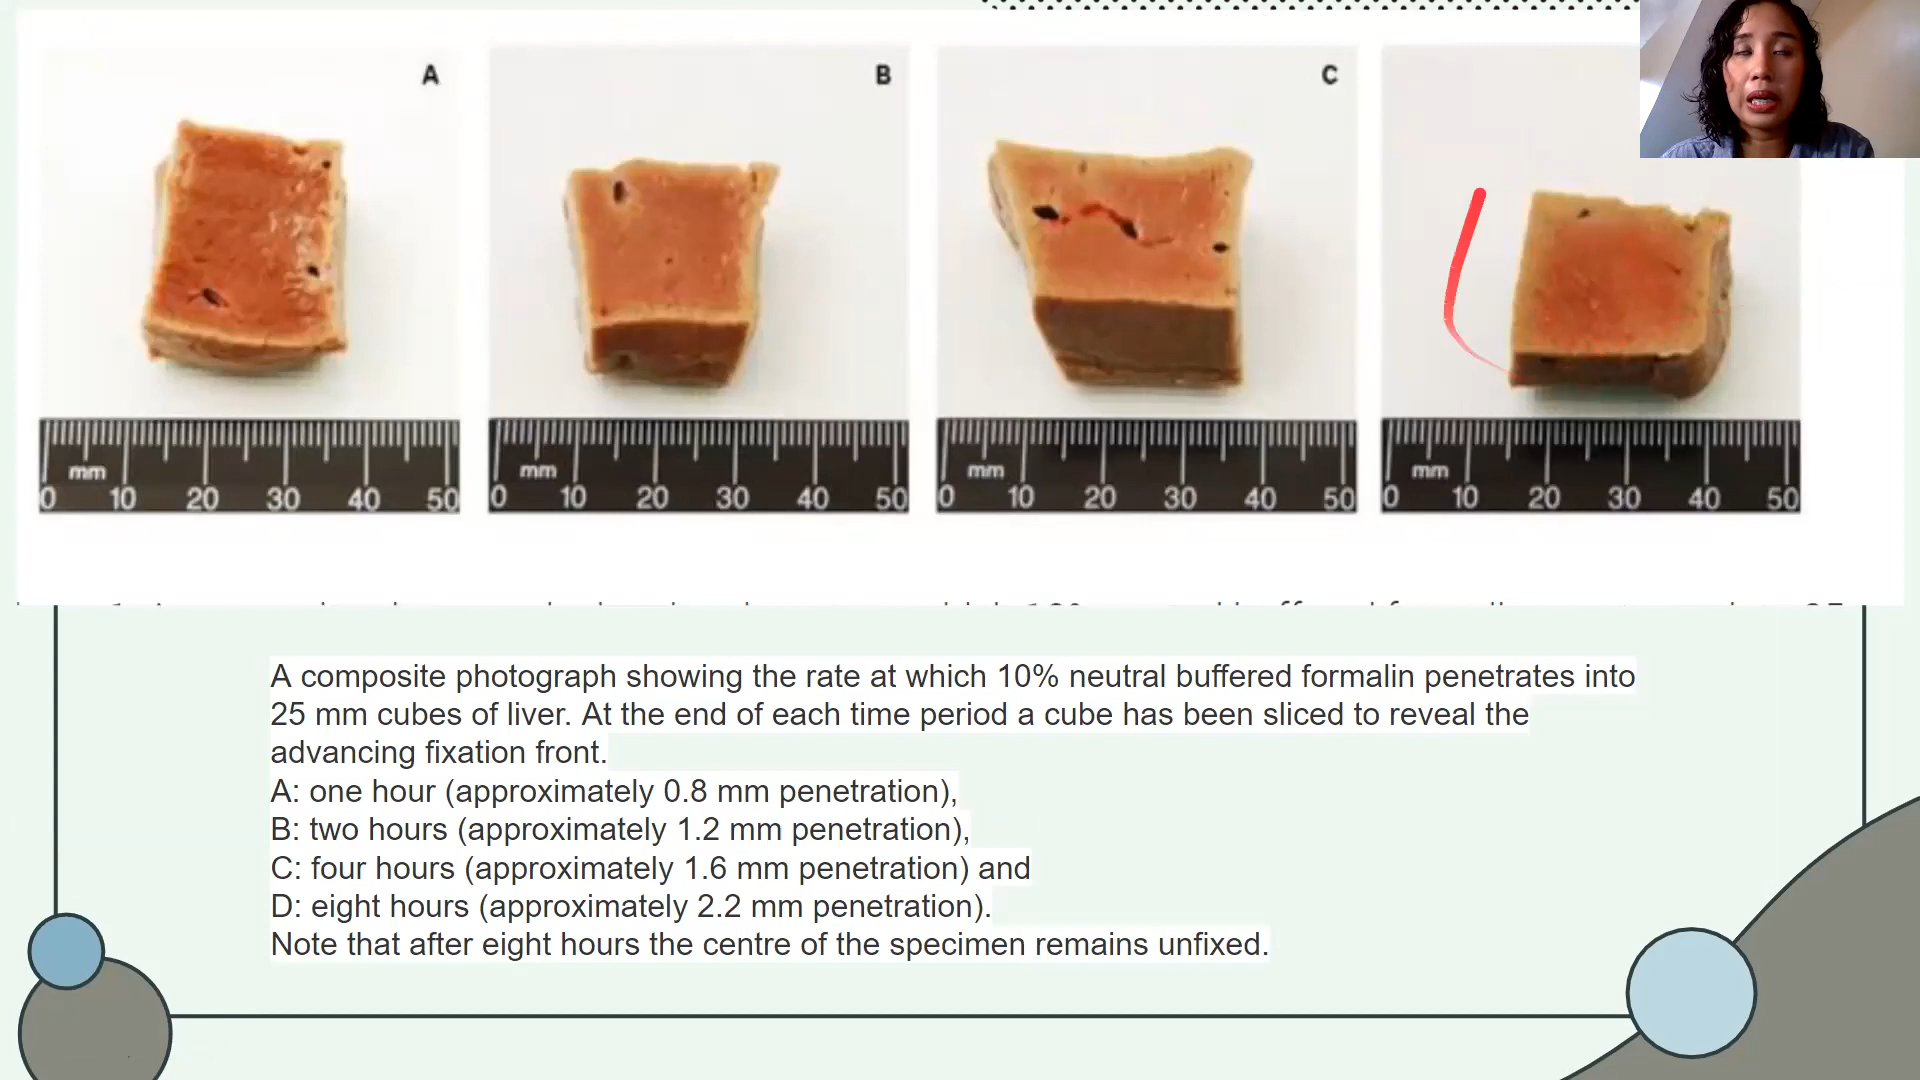 A
B
C
mm
0 10 20 30 40 50
mm
0 10 20 30 40 50
mm
0 10 20 30 40 50
mm
0 10 20 30 40 50
A composite photograph showing the rate at which 10% neutral buffered formalin penetrates into
25 mm cubes of liver. At the end of each time period a cube has been sliced to reveal the
advancing fixation front.
A: one hour (approximately 0.8 mm penetration),
B: two hours (approximately 1.2 mm penetration),
C: four hours (approximately 1.6 mm penetration) and
D: eight hours (approximately 2.2 mm penetration).
Note that after eight hours the centre of the specimen remains unfixed.